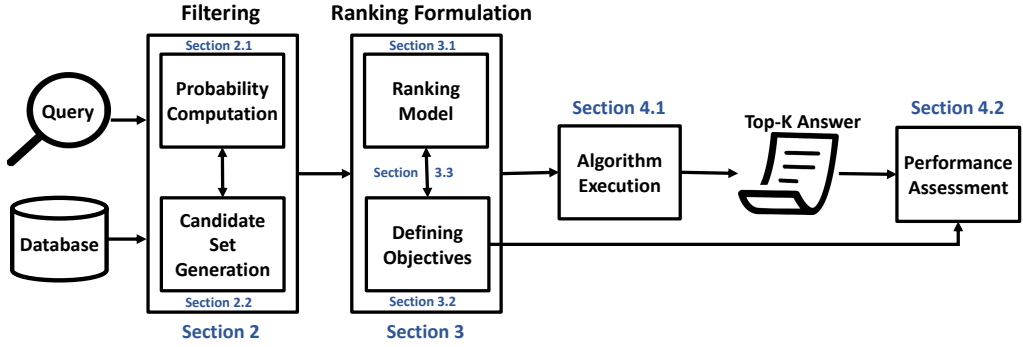 Filtering
Ranking Formulation
Section 2.1
Section 3.1
Query
Probability
Computation
Ranking
Model
Section 4.1
Top-K Answer
Section 4.2
Section 3.3
Algorithm
Execution
Performance
Assessment
Database
Candidate
Set
Generation
Defining
Objectives
Section 2.2
Section 3.2
Section 2
Section 3